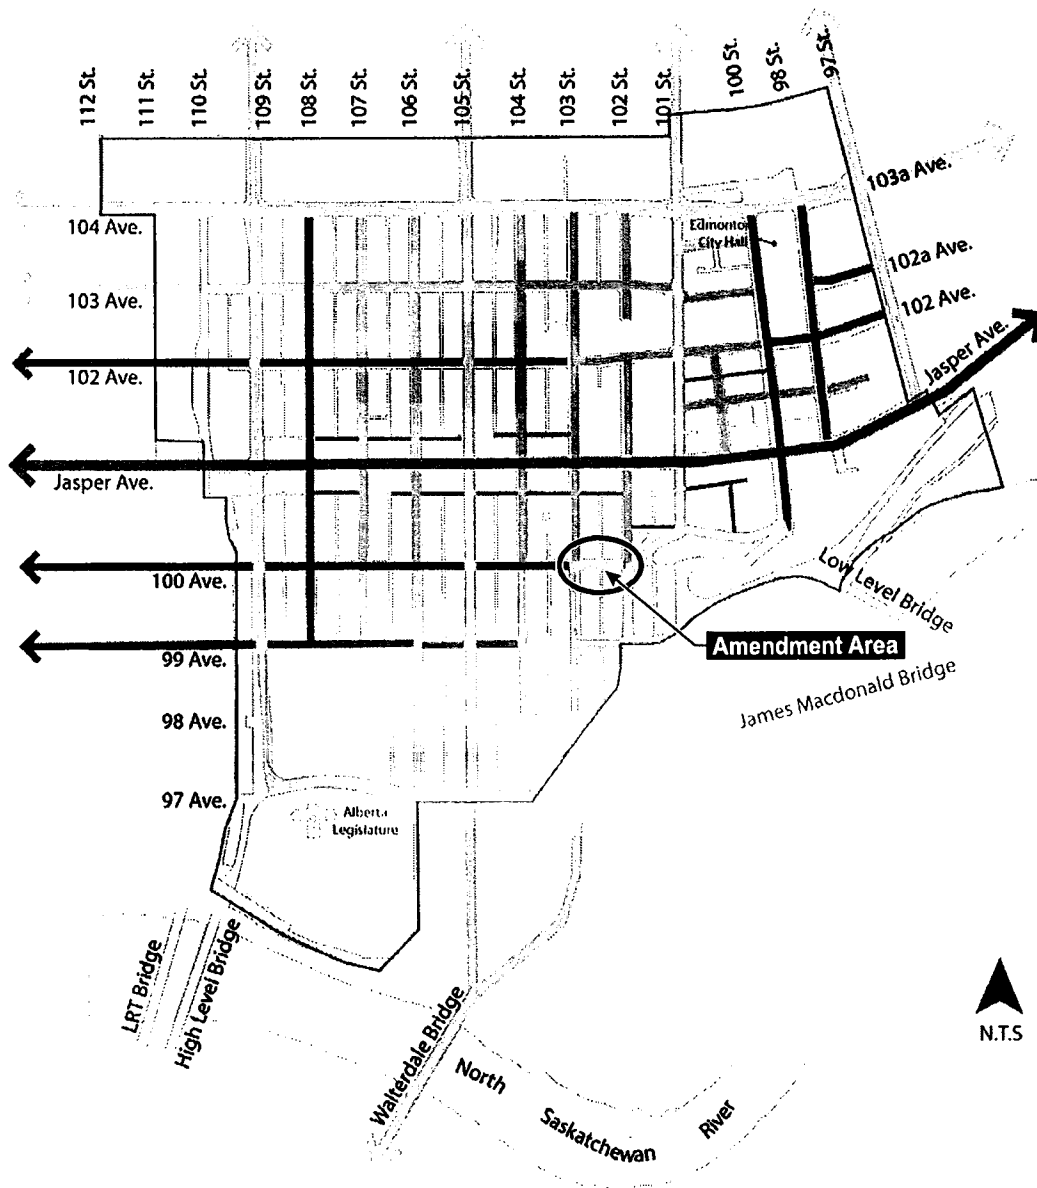 112 St.
111 St.
110 St.
109 St.
108 St.
107 St.
106 St.
105 St.
104 St.
103 St.
102 St.
101 St.
100 St.
98 St.
97 St.
103a Ave.
104 Ave.
Edmonton
City Hall
102a Ave.
103 Ave.
102 Ave.
Jasper Ave.
102 Ave.
Jasper Ave.
100 Ave.
Low Level Bridge
99 Ave.
Amendment Area
James Macdonald Bridge
98 Ave.
97 Ave.
Alberta
Legislature
LRT Bridge
High Level Bridge
Walterdale Bridge
N.T.S
North
Saskatchewan
River